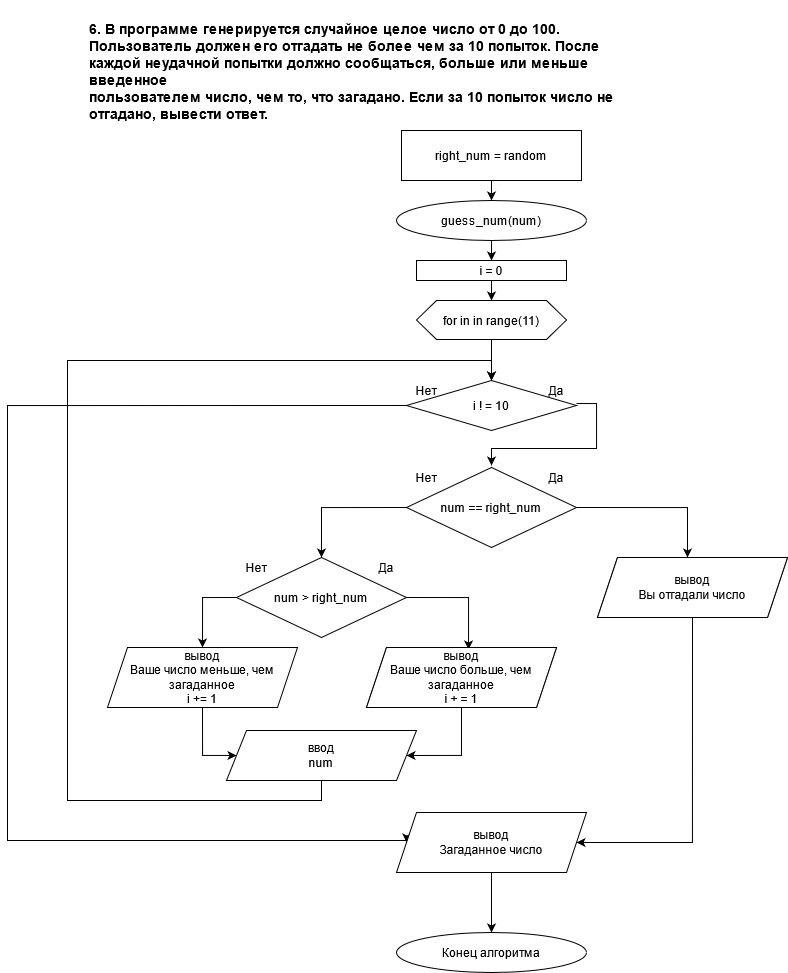 6. В программе генерируется случайное целое число от 0 до 100.
Пользователь должен его отгадать не более чем за 10 попыток. После
каждой неудачной попытки должно сообщаться, больше или меньше
введенное
пользователем число, чем то, что загадано. Если за 10 попыток число не
отгадано, вывести ответ.
right_num = random
guess_num(num)
i = 0
for in in range(11)
Нет
Да
i ! = 10
Нет
Да
num == right_num
Нет
Да
num > right_num
вывод
Вы отгадали число
вывод
Ваше число меньше, чем
загаданное
i += 1
вывод
Ваше число больше, чем
загаданное
i + = 1
ввод
num
вывод
Загаданное число
Конец алгоритма